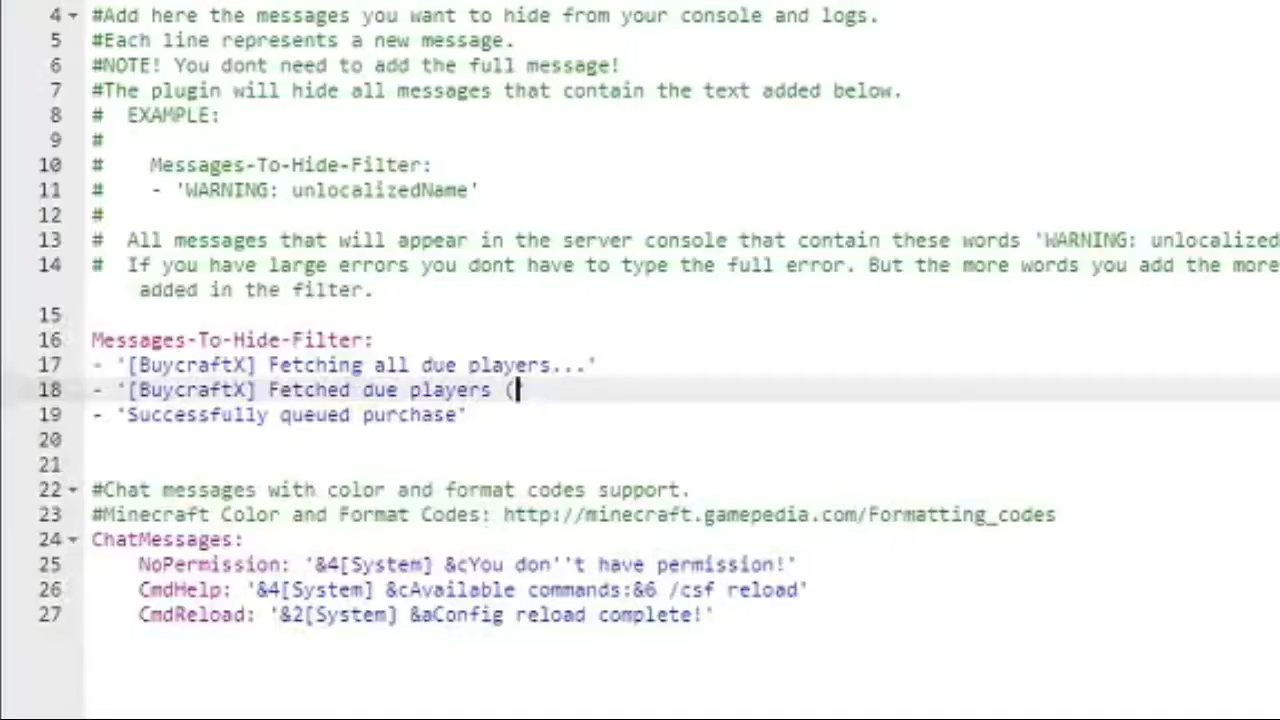 4 #Add here the messages you want to hide from your console and logs.
5 #Each line represents a new message.
6 #NOTE! You dont need to add the full message!
7 #The plugin will hide all messages that contain the text added below.
8 #  EXAMPLE:
9 #
10 #    Messages-To-Hide-Filter:
11 #    - 'WARNING: unlocalizedName'
12 #
13 #  All messages that will appear in the server console that contain these words 'WARNING: unlocalized
14 #  If you have large errors you dont have to type the full error. But the more words you add the more
added in the filter.
15
16 Messages-To-Hide-Filter:
17 - '[BuycraftX] Fetching all due players...'
18 - '[BuycraftX] Fetched due players ('
19 - 'Successfully queued purchase'
20
21
22 #Chat messages with color and format codes support.
23 #Minecraft Color and Format Codes: http://minecraft.gamepedia.com/Formatting_codes
24 ChatMessages:
25     NoPermission: '&4[System] &cYou don''t have permission!'
26     CmdHelp: '&4[System] &cAvailable commands:&6 /csf reload'
27     CmdReload: '&2[System] &aConfig reload complete!'